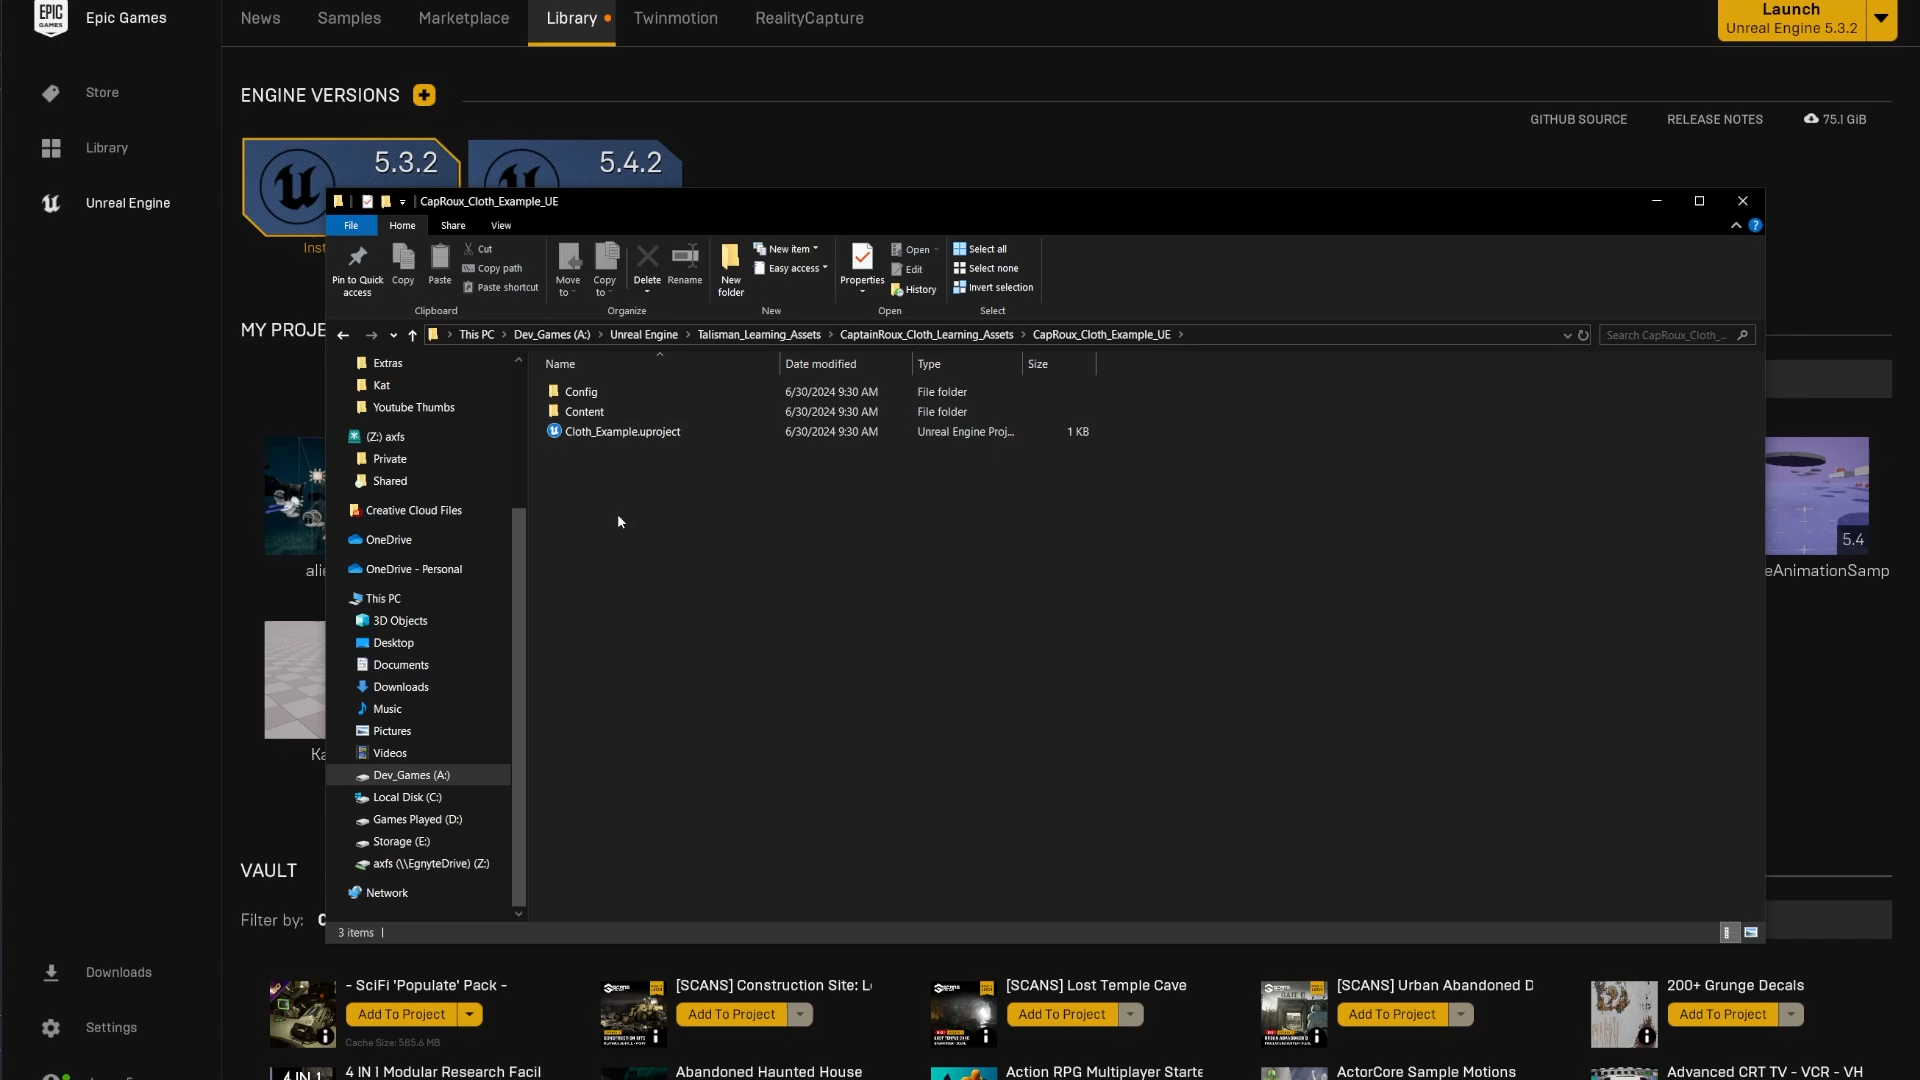 EPIC GAMES
Epic Games
News
Samples
Marketplace
Library
Twinmotion
RealityCapture
Launch
Unreal Engine 5.3.2
Store
Library
Unreal Engine
ENGINE VERSIONS
GITHUB SOURCE
RELEASE NOTES
75.1 GiB
5.3.2
5.4.2
Inst
CapRoux_Cloth_Example_UE
File
Home
Share
View
Pin to Quick access
Copy
Paste
Cut
Copy path
Paste shortcut
Clipboard
Move to
Copy to
Delete
Rename
Organize
New folder
New item
Easy access
New
Properties
Open
Edit
History
Open
Select all
Select none
Invert selection
Select
MY PROJE
This PC
Dev_Games (A:)
Unreal Engine
Talisman_Learning_Assets
CaptainRoux_Cloth_Learning_Assets
CapRoux_Cloth_Example_UE
Search CapRoux_Cloth_...
Extras
Kat
Youtube Thumbs
(Z:) axfs
Private
Shared
Creative Cloud Files
OneDrive
OneDrive - Personal
This PC
3D Objects
Desktop
Documents
Downloads
Music
Pictures
Videos
Dev_Games (A:)
Local Disk (C:)
Games Played (D:)
Storage (E:)
axfs (\\EgnyteDrive) (Z:)
Network
Name
Date modified
Type
Size
Config
6/30/2024 9:30 AM
File folder
Content
6/30/2024 9:30 AM
File folder
Cloth_Example.uproject
6/30/2024 9:30 AM
Unreal Engine Proj...
1 KB
3 items
alie
Ka
5.4
eAnimationSamp
VAULT
Filter by:
Downloads
Settings
- SciFi 'Populate' Pack -
Add To Project
Cache Size: 585.6 MB
[SCANS] Construction Site: L
Add To Project
[SCANS] Lost Temple Cave
Add To Project
[SCANS] Urban Abandoned D
Add To Project
200+ Grunge Decals
Add To Project
4 IN 1
4 IN 1 Modular Research Facil
Abandoned Haunted House
Action RPG Multiplayer Starte
ActorCore Sample Motions
Advanced CRT TV - VCR - VH